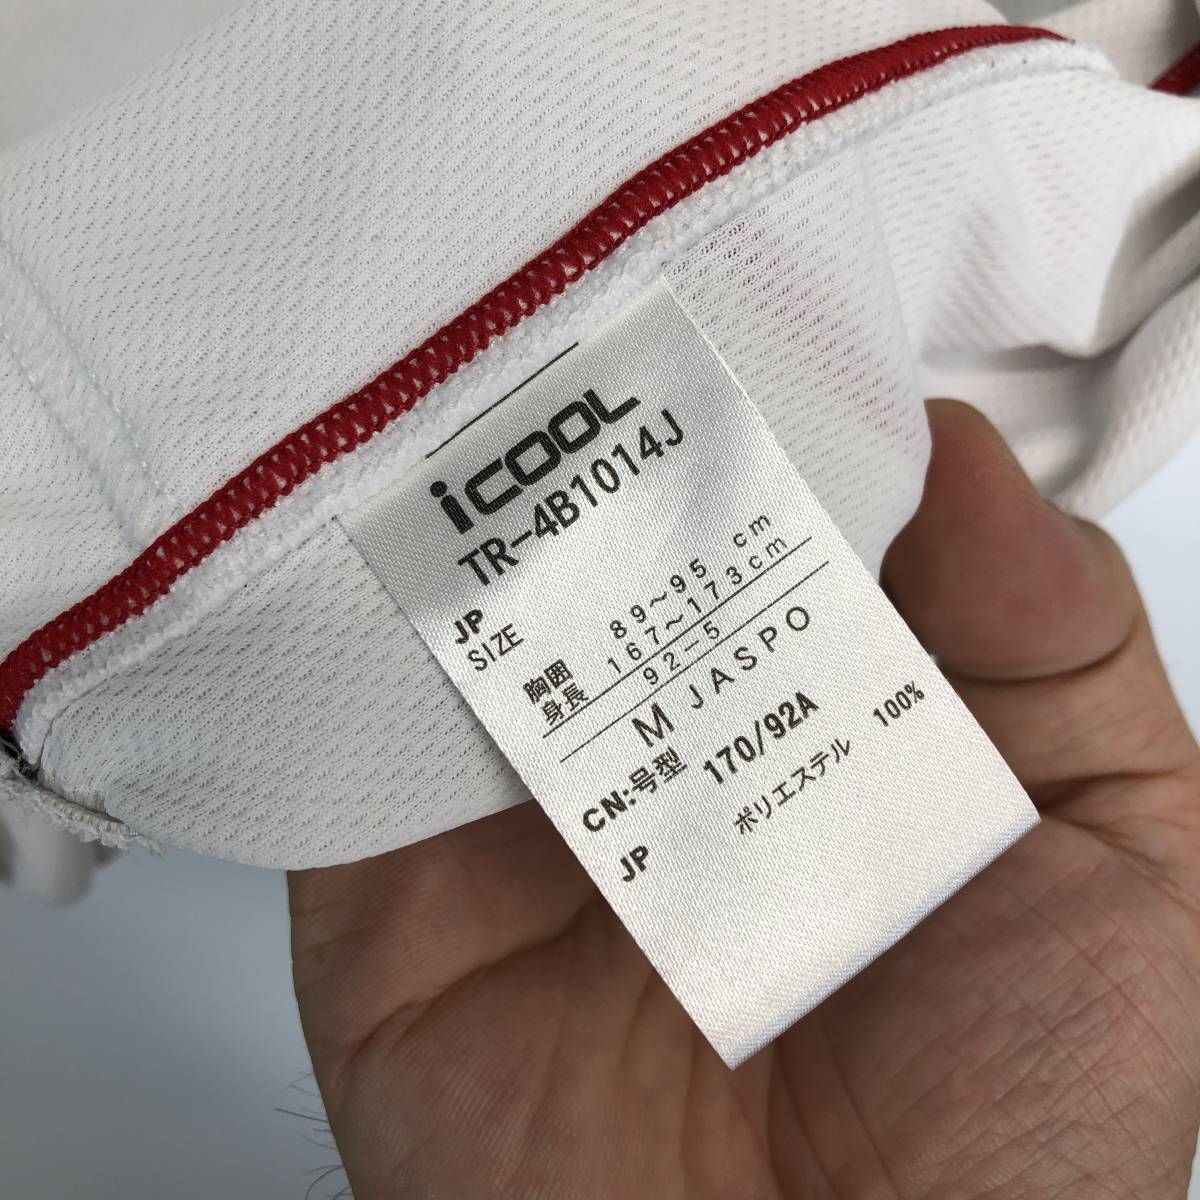 iCOOL
TR-4B1014J
JP
SIZE
胸囲 89～95 cm
身長 167～173cm
92-5
M JASPO
CN:号型 170/92A
JP ポリエステル 100%